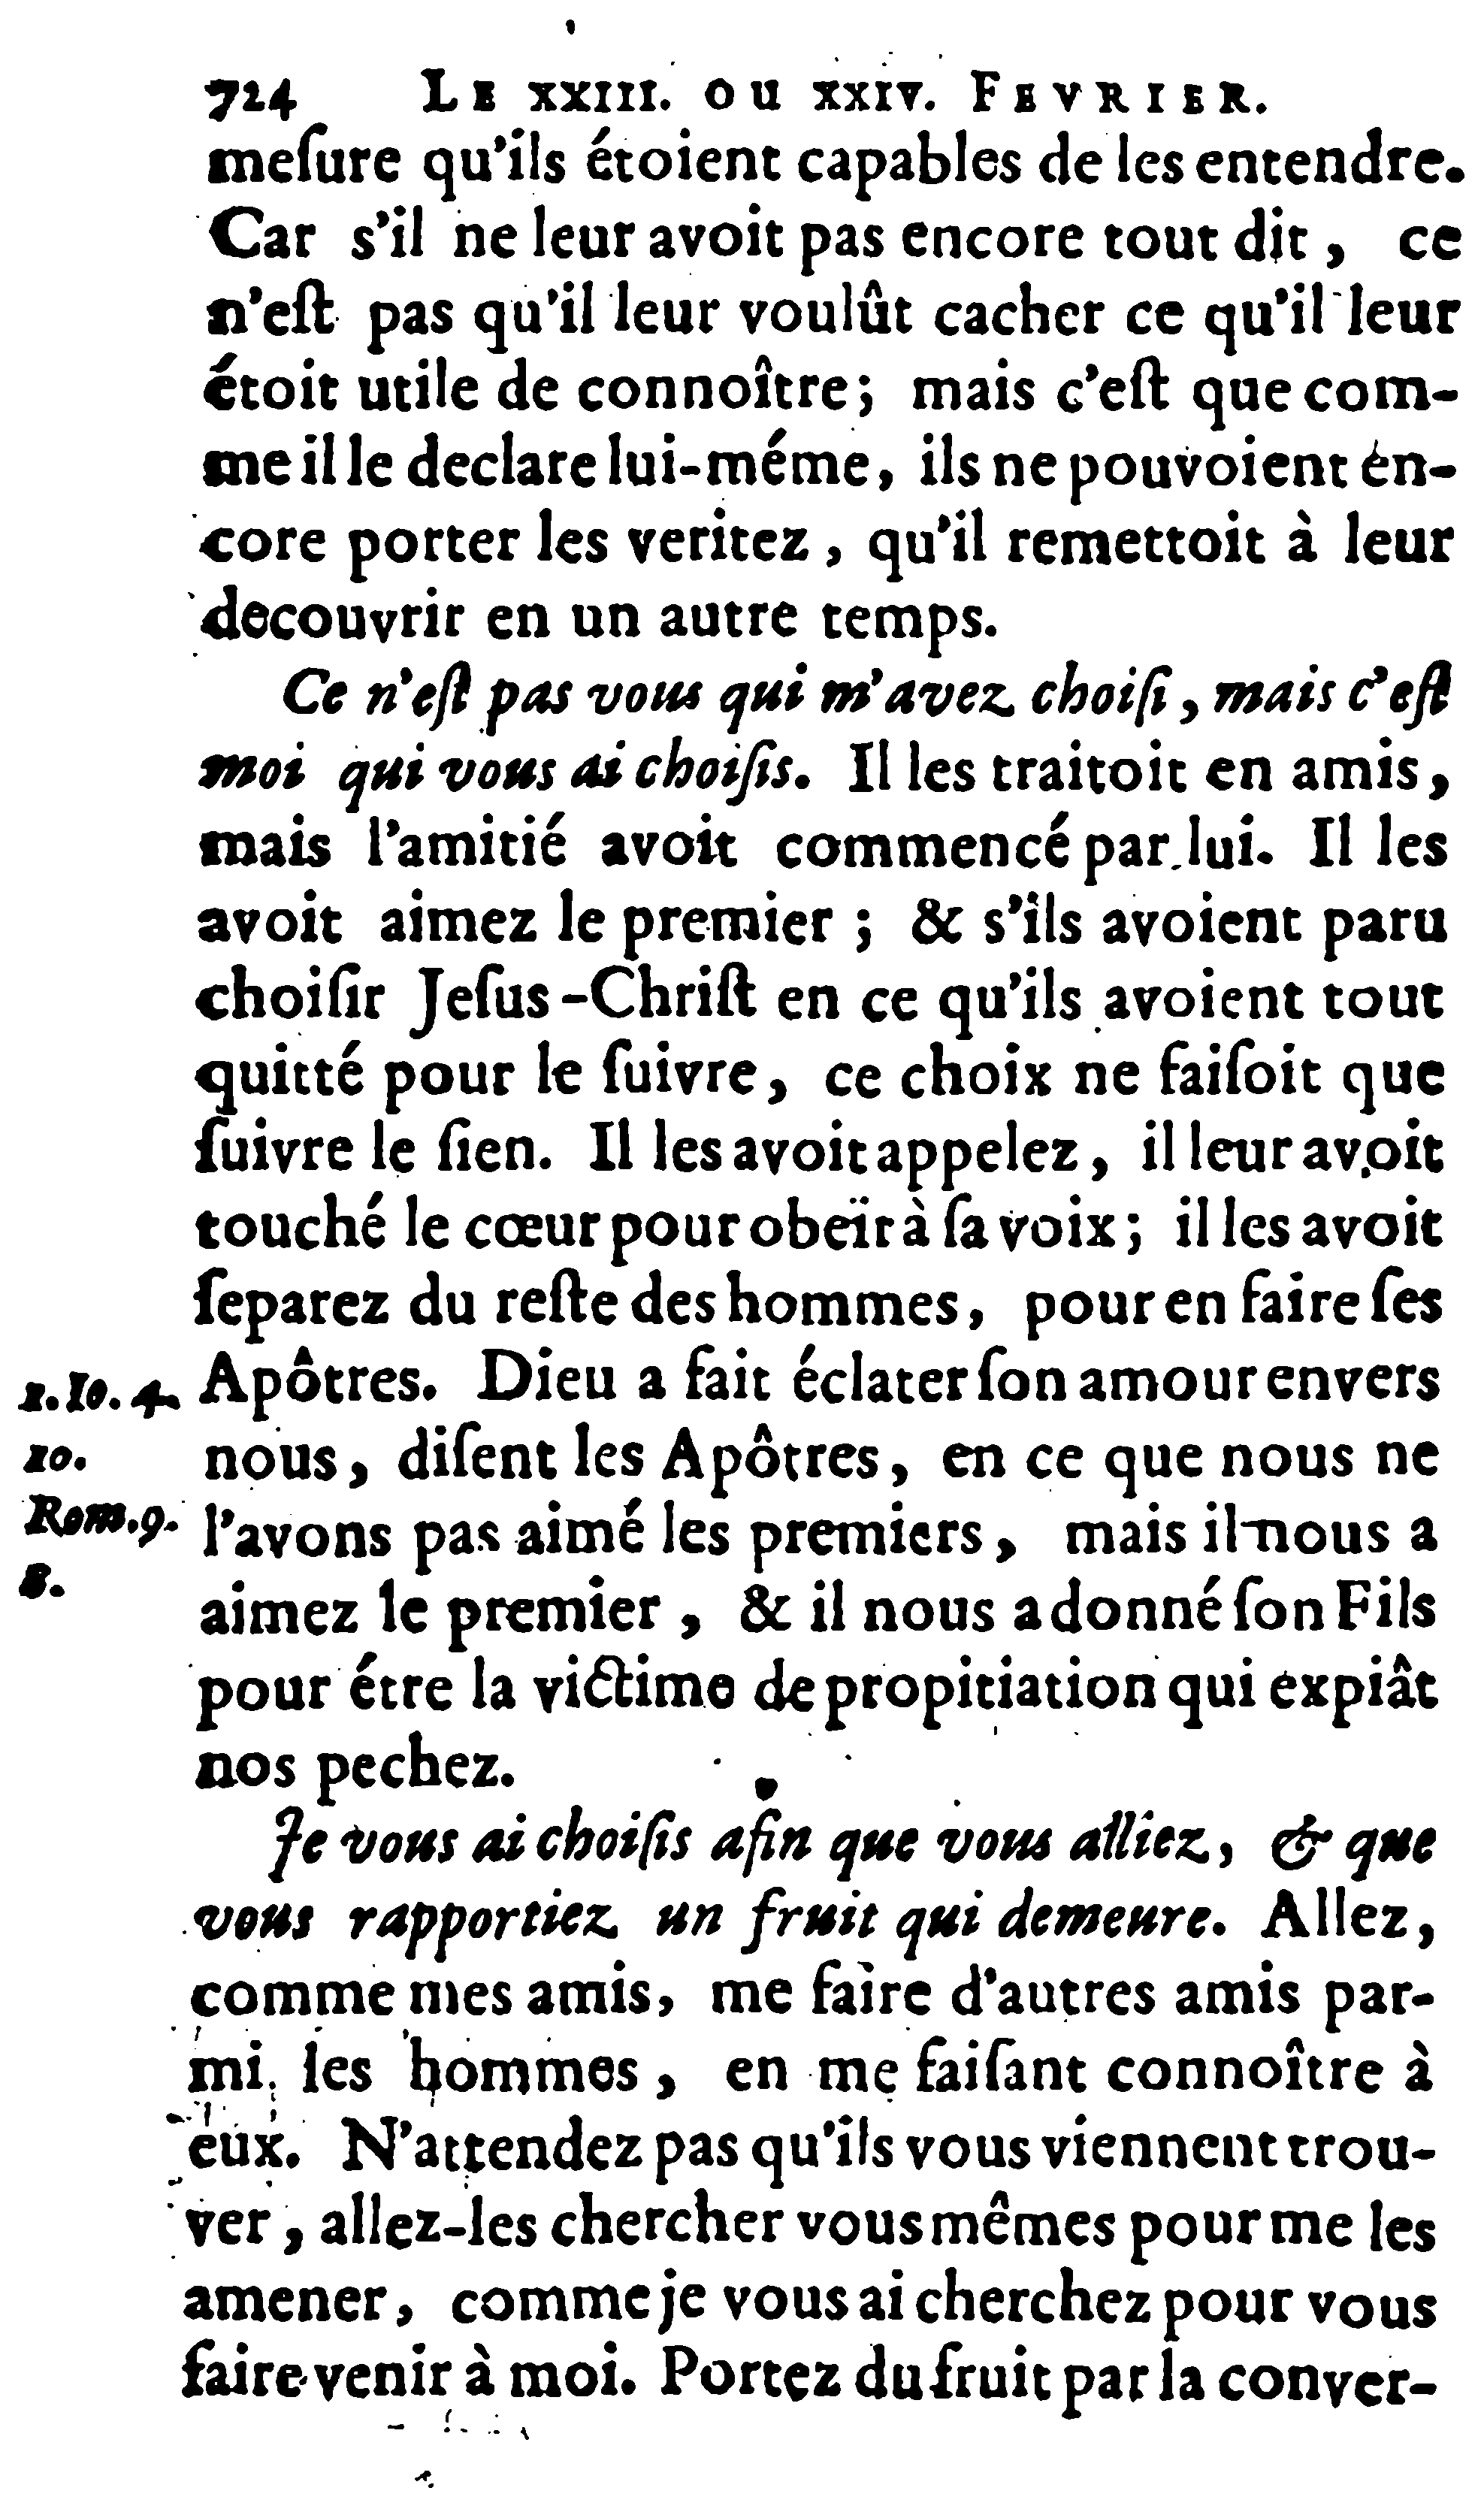 724 LE XXIII. OU XXIV. FEVRIER.
meſure qu'ils étoient capables de les entendre.
Car s'il ne leur avoit pas encore tout dit, ce
n'eſt pas qu'il leur voulût cacher ce qu'il leur
étoit utile de connoître; mais c'eſt que com-
me il le declare lui-méme, ils ne pouvoient en-
core porter les veritez, qu'il remettoit à leur
decouvrir en un autre temps.
Ce n'eſt pas vous qui m'avez choiſi, mais c'eſt
moi qui vous ai choiſis. Il les traitoit en amis,
mais l'amitié avoit commencé par lui. Il les
avoit aimez le premier ; & s'ils avoient paru
choiſir Jeſus-Chriſt en ce qu'ils avoient tout
quitté pour le ſuivre, ce choix ne faiſoit que
ſuivre le ſien. Il les avoit appelez, il leur avoit
touché le cœur pour obeïr à ſa voix; il les avoit
ſeparez du reſte des hommes, pour en faire ſes
1. Io. 4. Apôtres. Dieu a fait éclater ſon amour envers
10. nous, diſent les Apôtres, en ce que nous ne
Rom. 9. l'avons pas aimé les premiers, mais il nous a
8. aimez le premier, & il nous a donné ſon Fils
pour étre la victime de propitiation qui expiât
nos pechez.
Je vous ai choiſis afin que vous alliez, & que
vous rapportiez un fruit qui demeure. Allez,
comme mes amis, me faire d'autres amis par-
mi les hommes, en me faiſant connoître à
eux. N'attendez pas qu'ils vous viennent trou-
ver, allez-les chercher vous mêmes pour me les
amener, comme je vous ai cherchez pour vous
faire venir à moi. Portez du fruit par la conver-